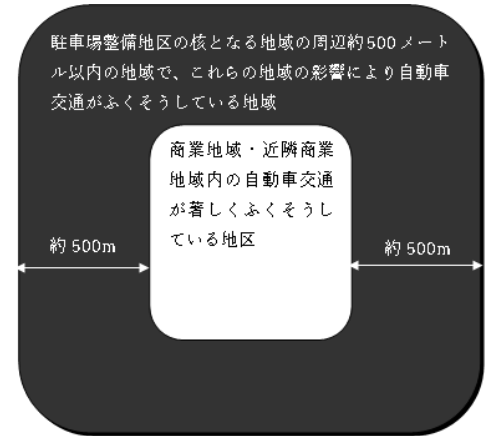 駐車場整備地区の核となる地域の周辺約500メート
ル以内の地域で、これらの地域の影響により自動車
交通がふくそうしている地域
商業地域・近隣商業
地域内の自動車交通
が著しくふくそうし
ている地区
約500m
約500m